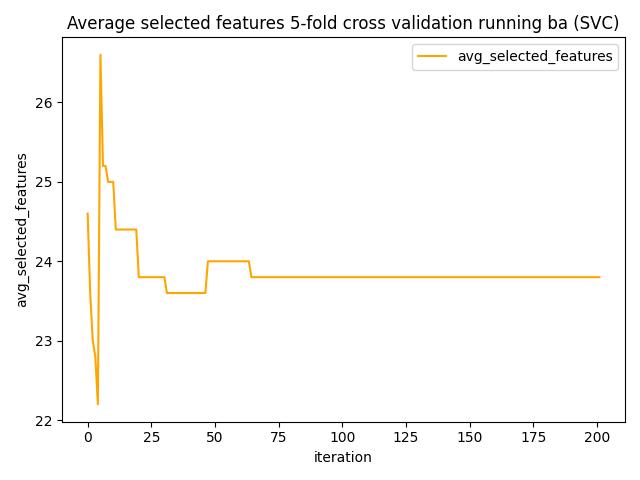 Average selected features 5-fold cross validation running ba (SVC)
avg_selected_features
avg_selected_features
26
25
24
23
22
0 25 50 75 100 125 150 175 200
iteration